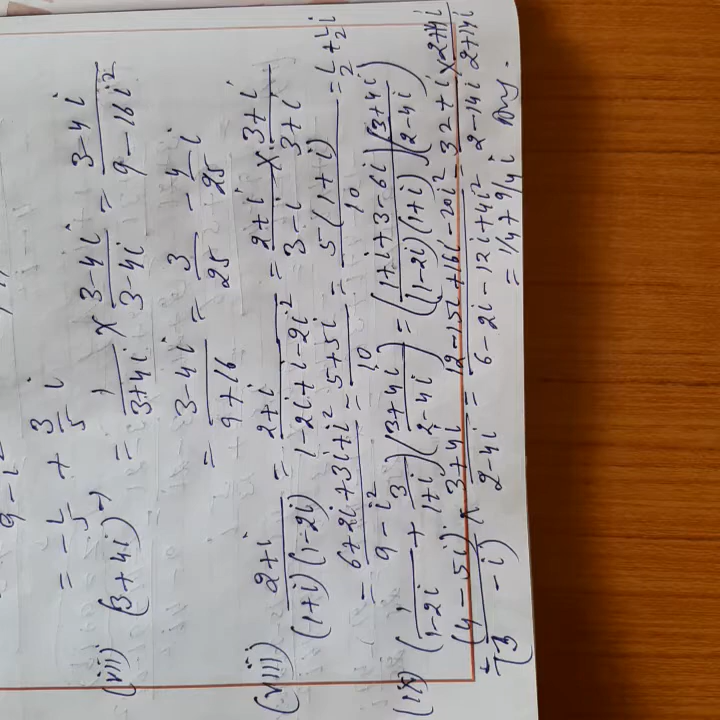 9-i²
= -1/5 + 3/5 i
(vii) (3+4i)⁻¹ = 1/(3+4i) × (3-4i)/(3-4i) = (3-4i)/(9-16i²)
= (3-4i)/(9+16) = 3/25 - 4/25 i
(viii) (2+i)/((1+i)(1-2i)) = (2+i)/(1-2i+i-2i²) = (2+i)/(3-i) × (3+i)/(3+i)
= (6+2i+3i+i²)/(9-i²) = (5+5i)/10 = 5(1+i)/10 = 1/2 + 1/2 i
(ix) (1/(1-2i) + 3/(1+i)) ((3+4i)/(2-4i)) = ((1+i+3-6i)/((1-2i)(1+i))) ((3+4i)/(2-4i))
(4-5i)/(3-i) × (3+4i)/(2-4i) = (12-15i+16i-20i²)/(6-2i-12i+4i²) = (32+i)/(2-14i) × (2+14i)/(2+14i)
= 1/4 + 9/4 i Ans.